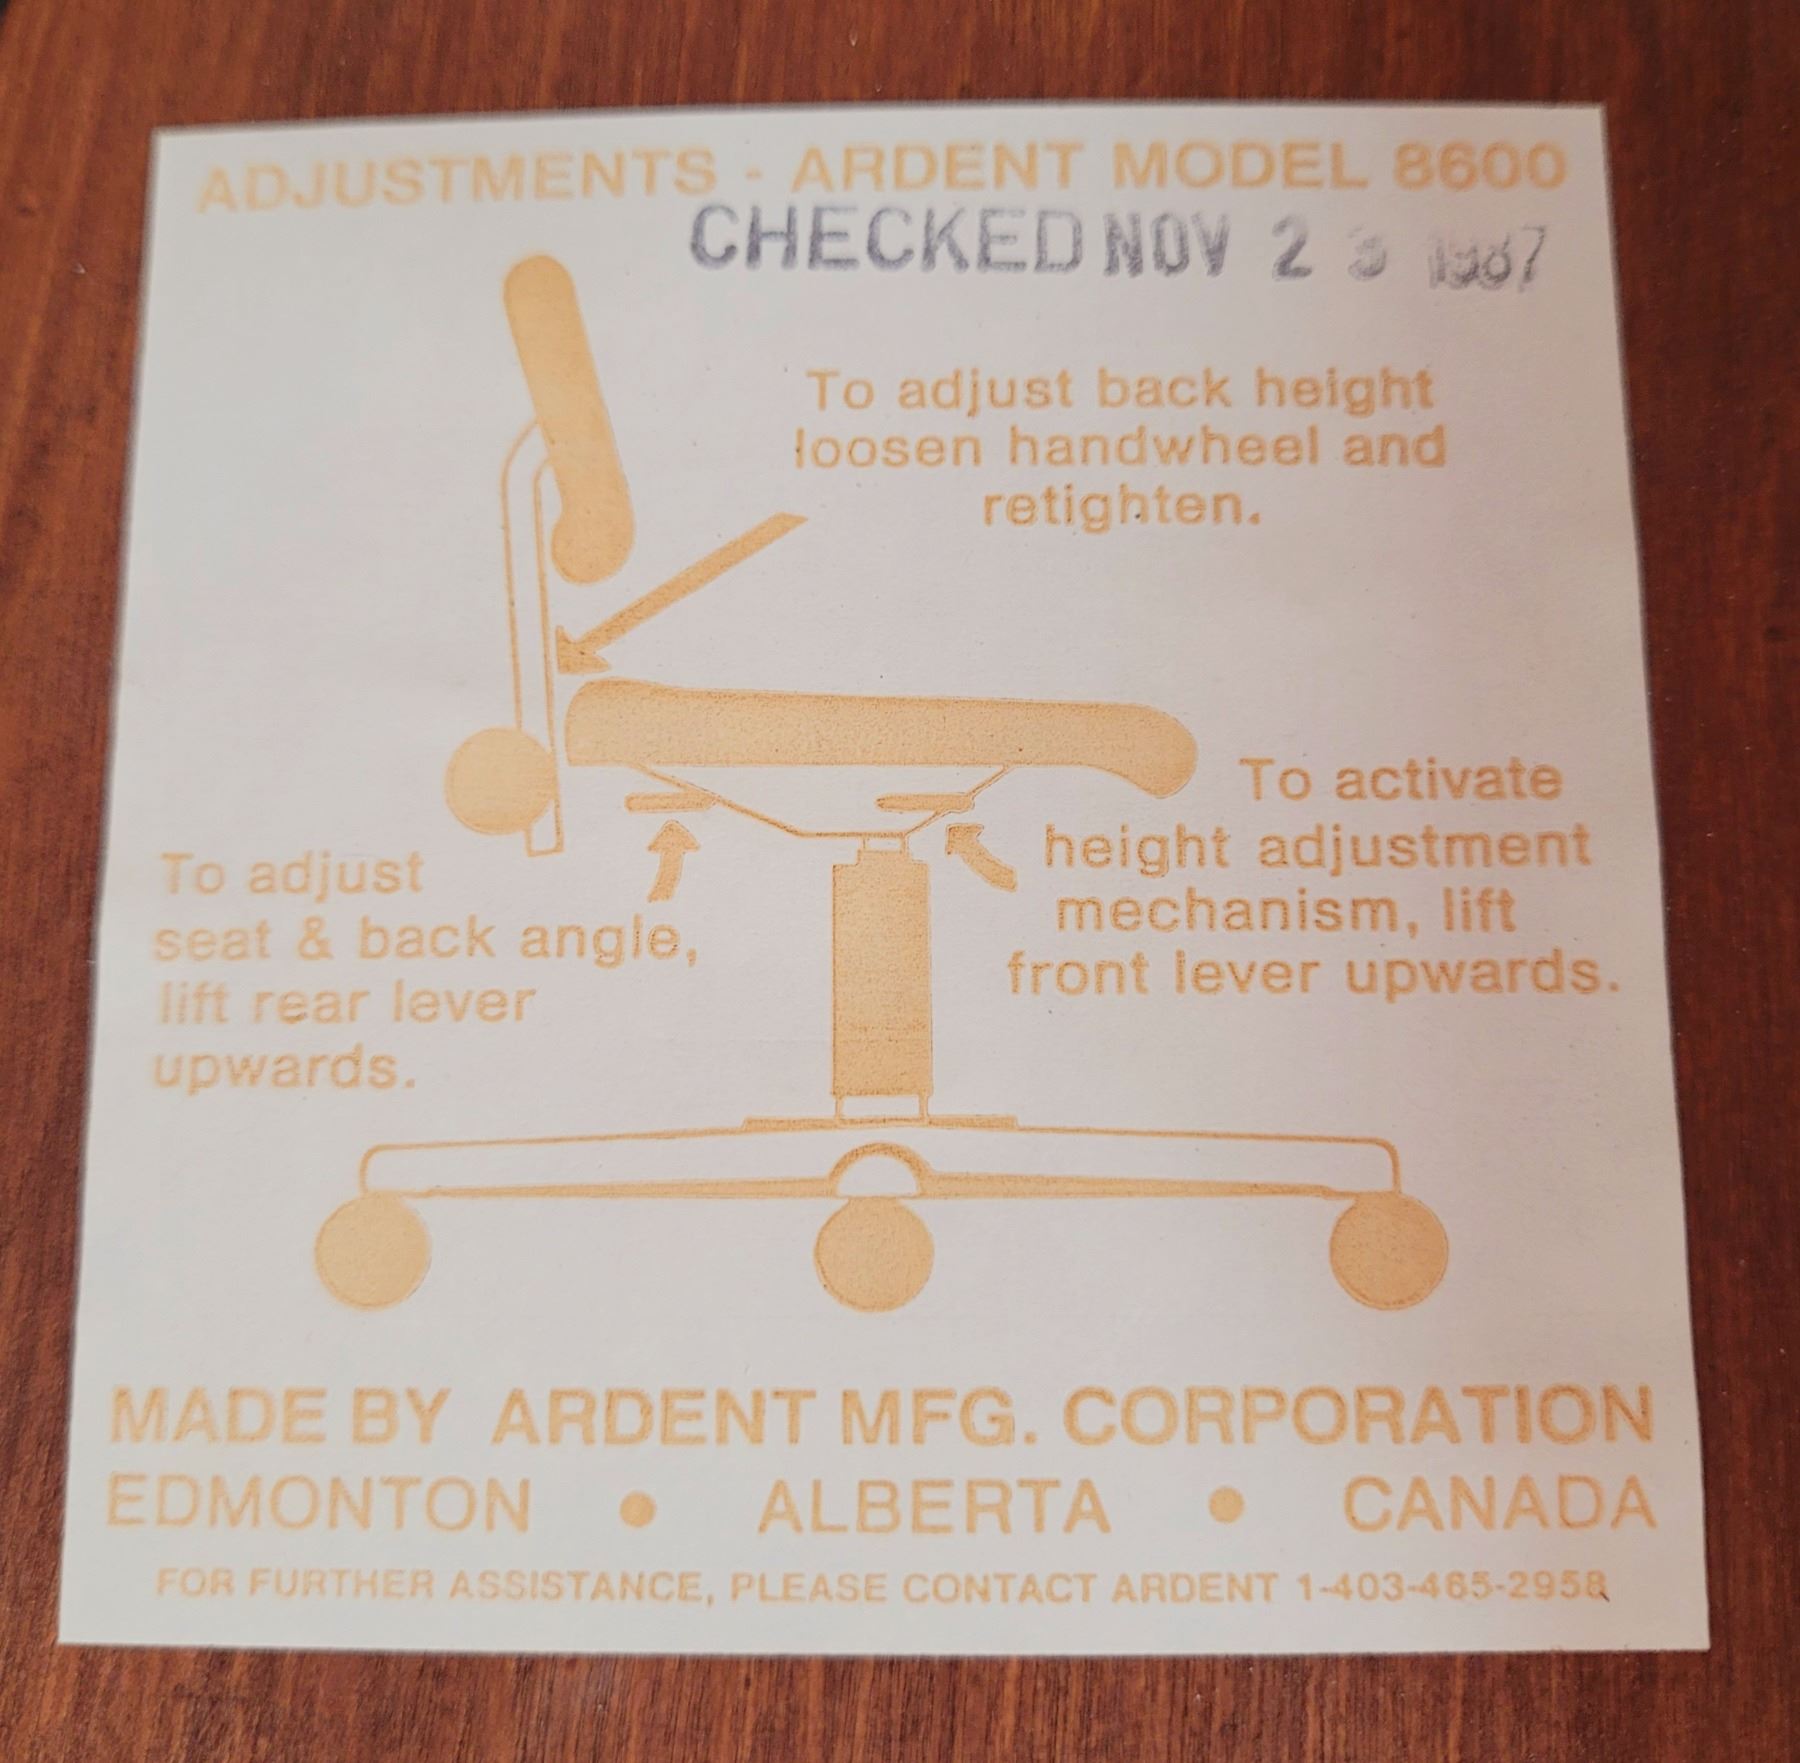 ADJUSTMENTS - ARDENT MODEL 8600
CHECKED NOV 2 3 1987
To adjust back height
loosen handwheel and
retighten.
To activate
height adjustment
mechanism, lift
front lever upwards.
To adjust
seat & back angle,
lift rear lever
upwards.
MADE BY ARDENT MFG. CORPORATION
EDMONTON • ALBERTA • CANADA
FOR FURTHER ASSISTANCE, PLEASE CONTACT ARDENT 1-403-465-2958